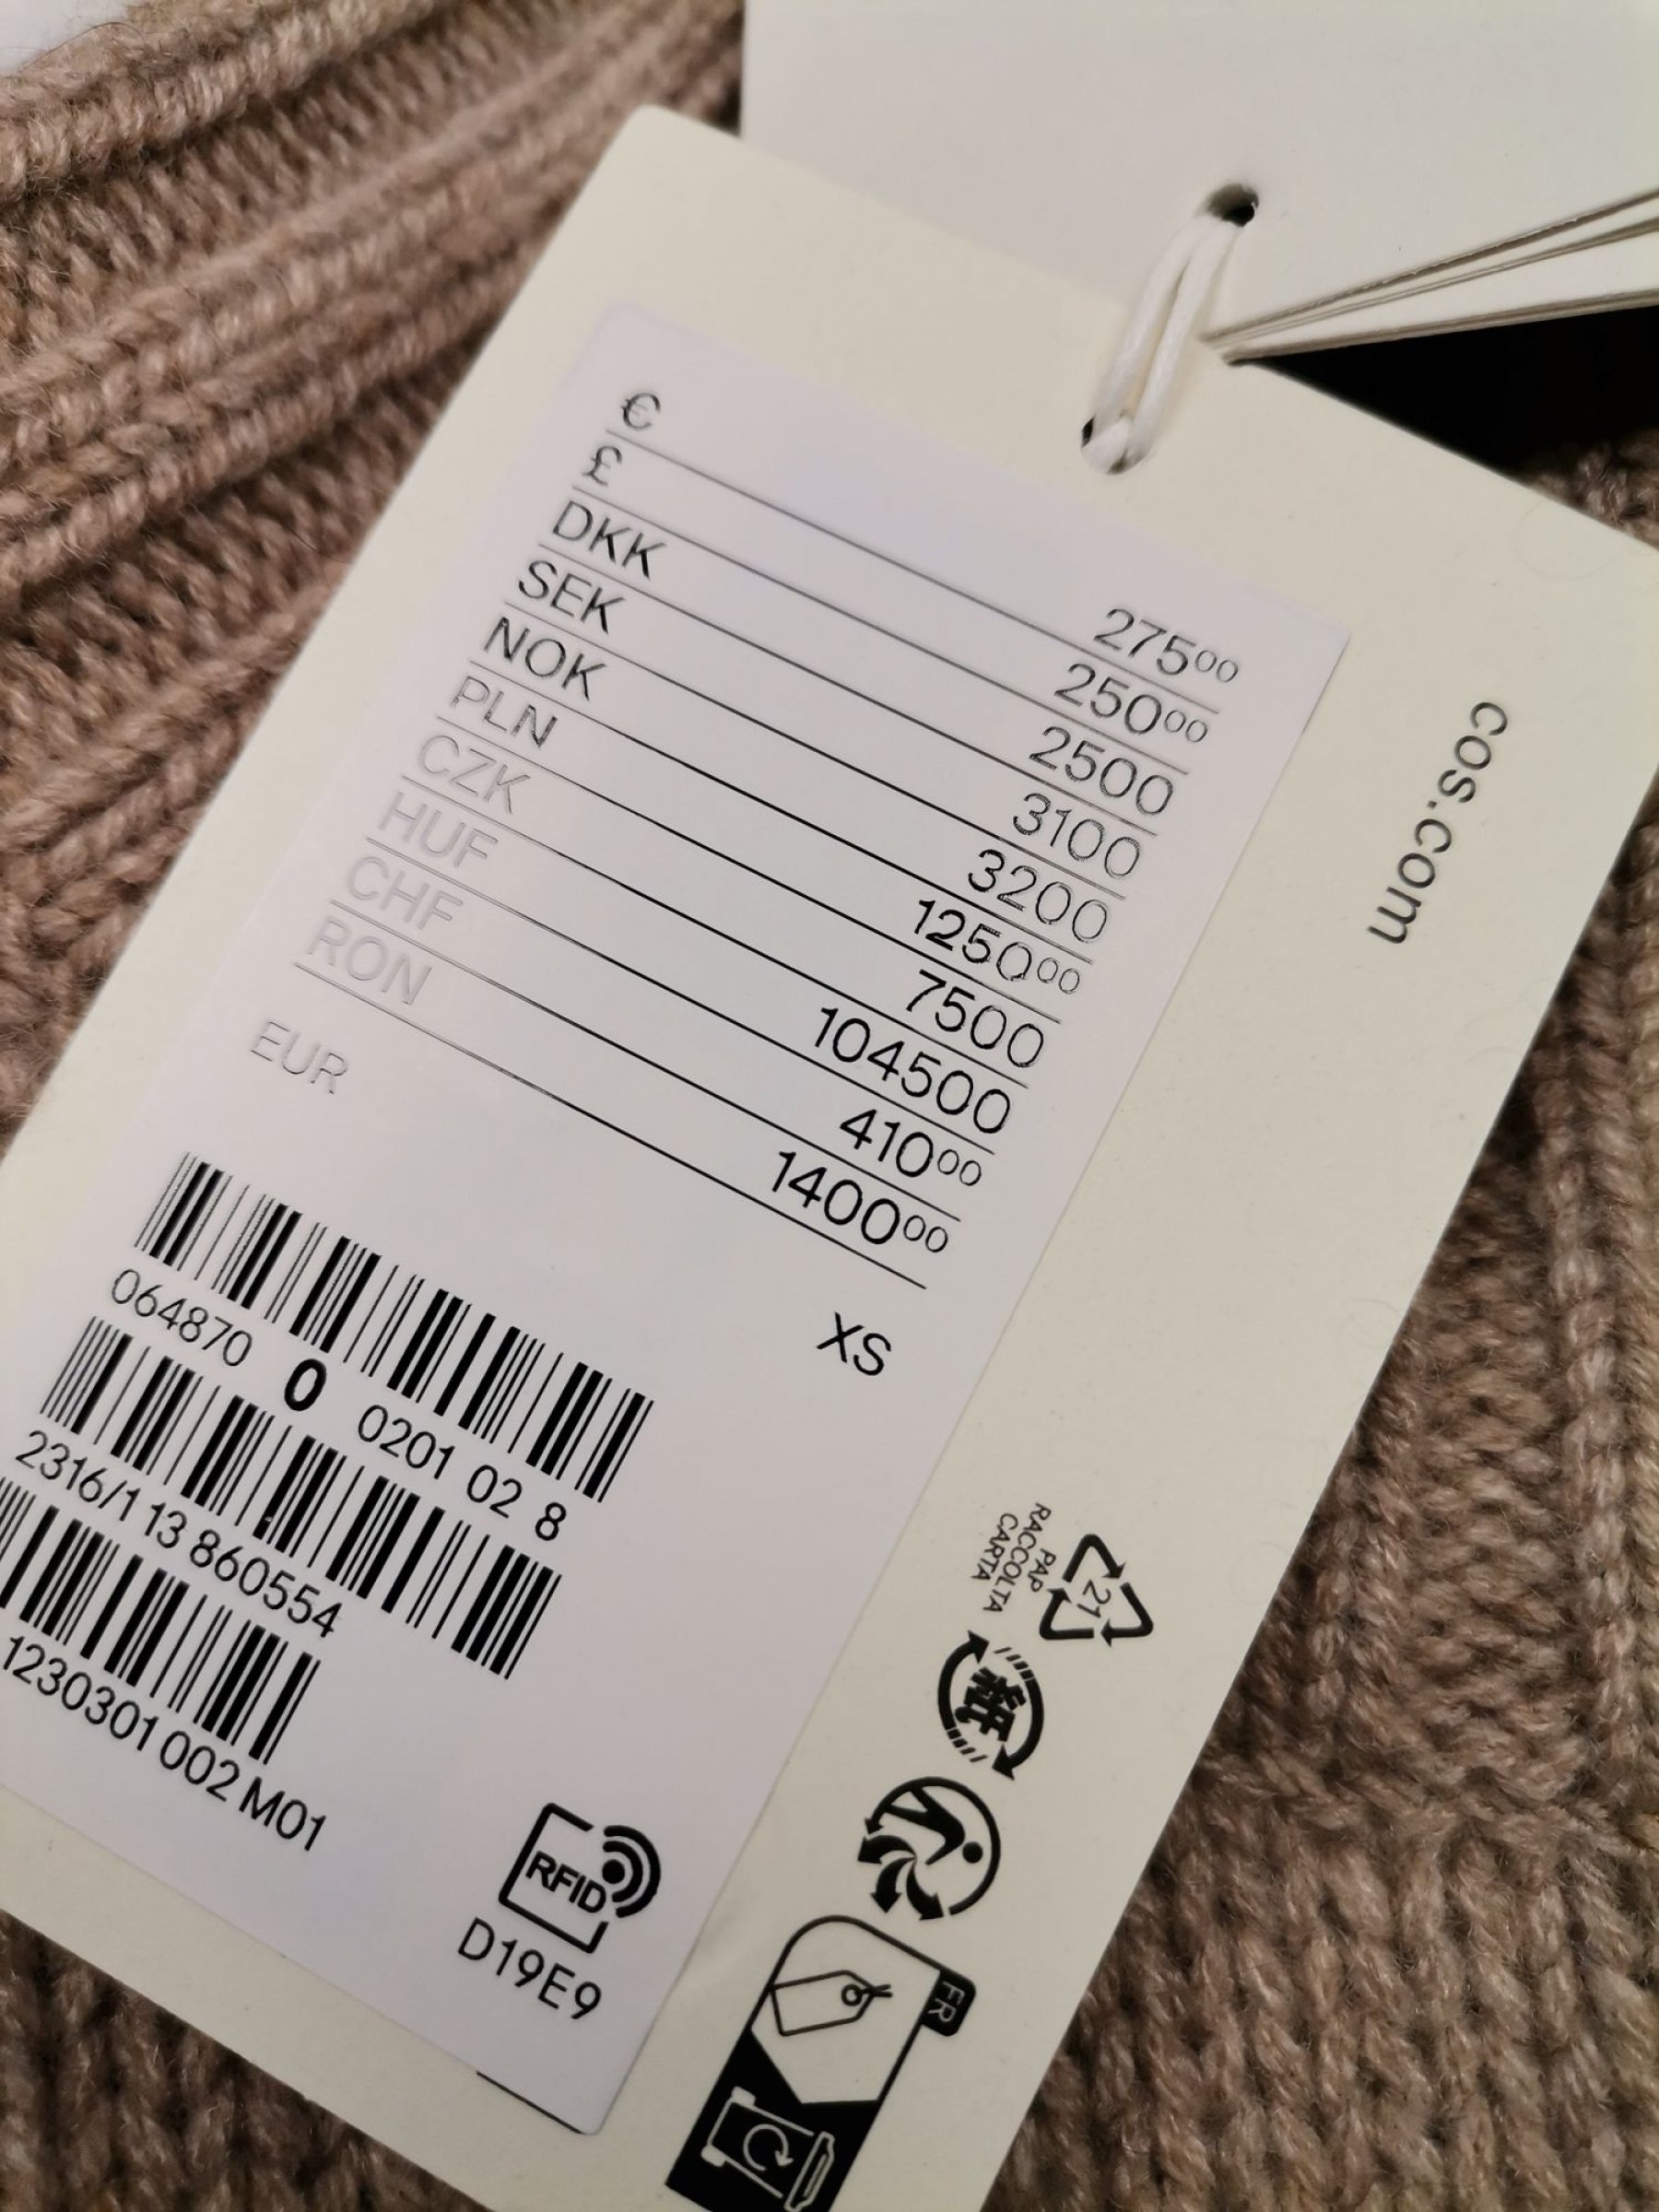 € 275⁰⁰
£ 250⁰⁰
DKK 2500
SEK 3100
NOK 3200
PLN 1250⁰⁰
CZK 7500
HUF 104500
CHF 410⁰⁰
RON 1400⁰⁰
EUR XS
064870 0 0201 02 8
2316/1 13 860554
1230301 002 M01
RFID
D19E9
cos.com
21
PAP
RACCOLTA
CARTA
紙
FR